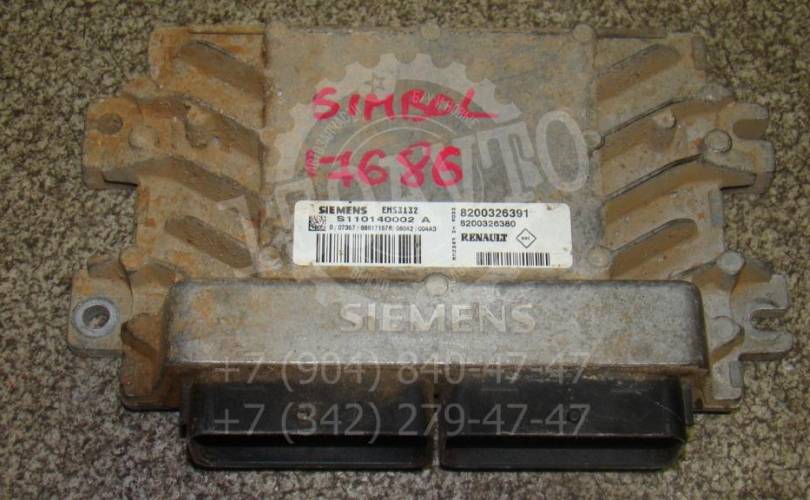 SIMBOL
7686
SIEMENS EMS3132
S110140002 A
8200326391
8200326380
RENAULT
SIEMENS
+7 (904) 840-47-47
+7 (342) 279-47-47